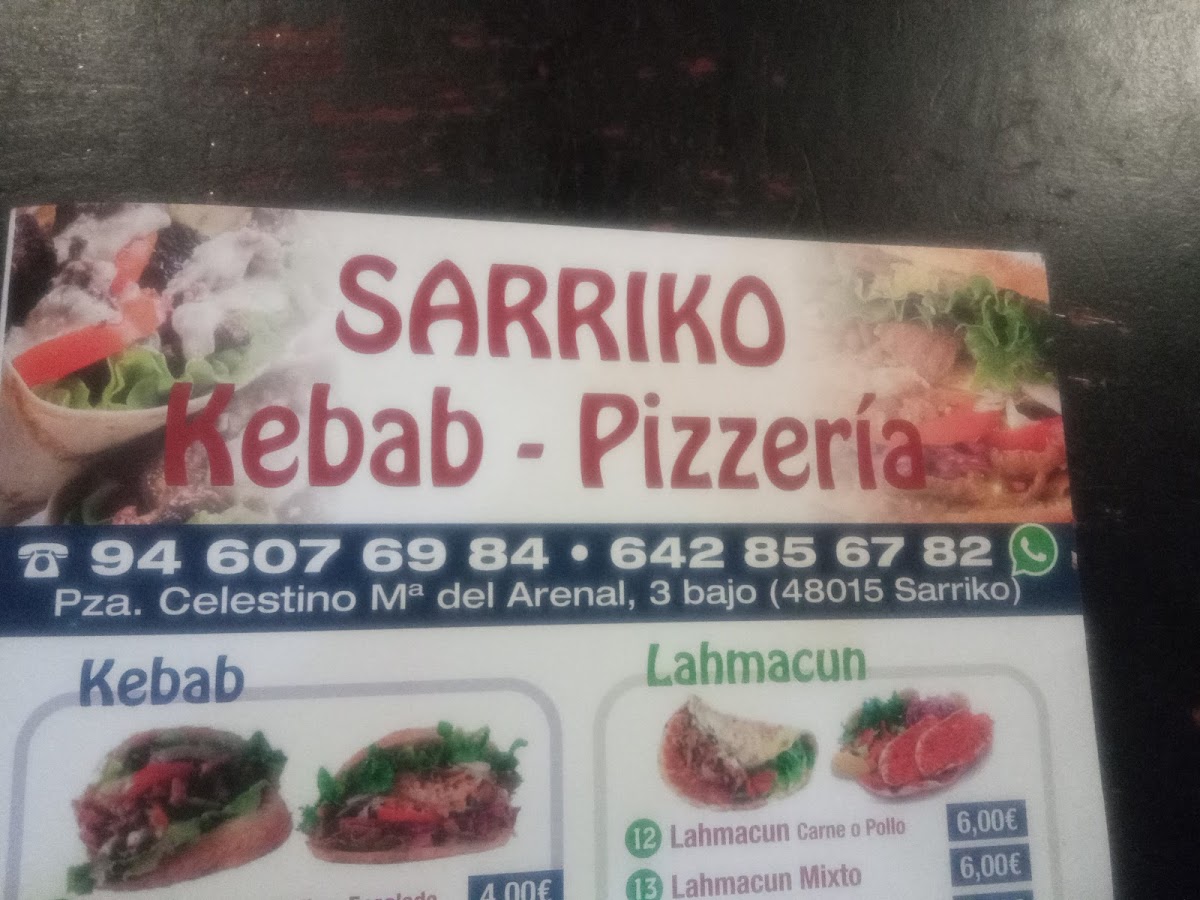 SARRIKO
Kebab - Pizzería
94 607 69 84 • 642 85 67 82
Pza. Celestino Mª del Arenal, 3 bajo (48015 Sarriko)
Kebab
4,00€
Lahmacun
12 Lahmacun Carne o Pollo 6,00€
13 Lahmacun Mixto 6,00€